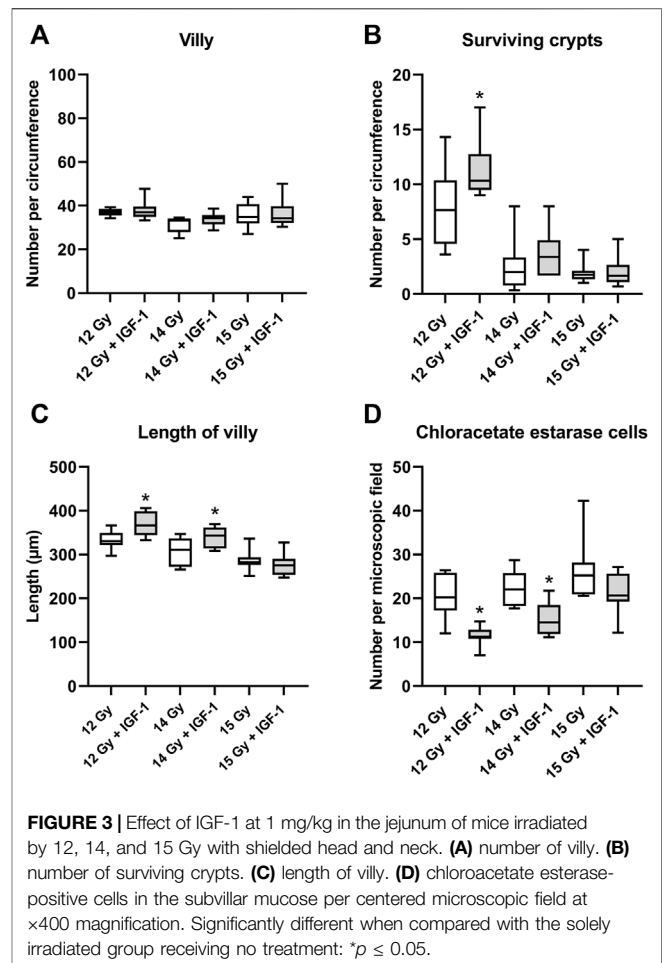 A
Villy
Number per circumference
100
80
60
40
20
0
12 Gy
12 Gy + IGF-1
14 Gy
14 Gy + IGF-1
15 Gy
15 Gy + IGF-1
B
Surviving crypts
Number per circumference
20
15
10
5
0
*
12 Gy
12 Gy + IGF-1
14 Gy
14 Gy + IGF-1
15 Gy
15 Gy + IGF-1
C
Length of villy
Length (µm)
500
400
300
200
100
0
*
*
12 Gy
12 Gy + IGF-1
14 Gy
14 Gy + IGF-1
15 Gy
15 Gy + IGF-1
D
Chloracetate estarase cells
Number per microscopic field
50
40
30
20
10
0
*
*
12 Gy
12 Gy + IGF-1
14 Gy
14 Gy + IGF-1
15 Gy
15 Gy + IGF-1
FIGURE 3 | Effect of IGF-1 at 1 mg/kg in the jejunum of mice irradiated
by 12, 14, and 15 Gy with shielded head and neck. (A) number of villy. (B)
number of surviving crypts. (C) length of villy. (D) chloroacetate esterase-
positive cells in the subvillar mucose per centered microscopic field at
×400 magnification. Significantly different when compared with the solely
irradiated group receiving no treatment: *p ≤ 0.05.